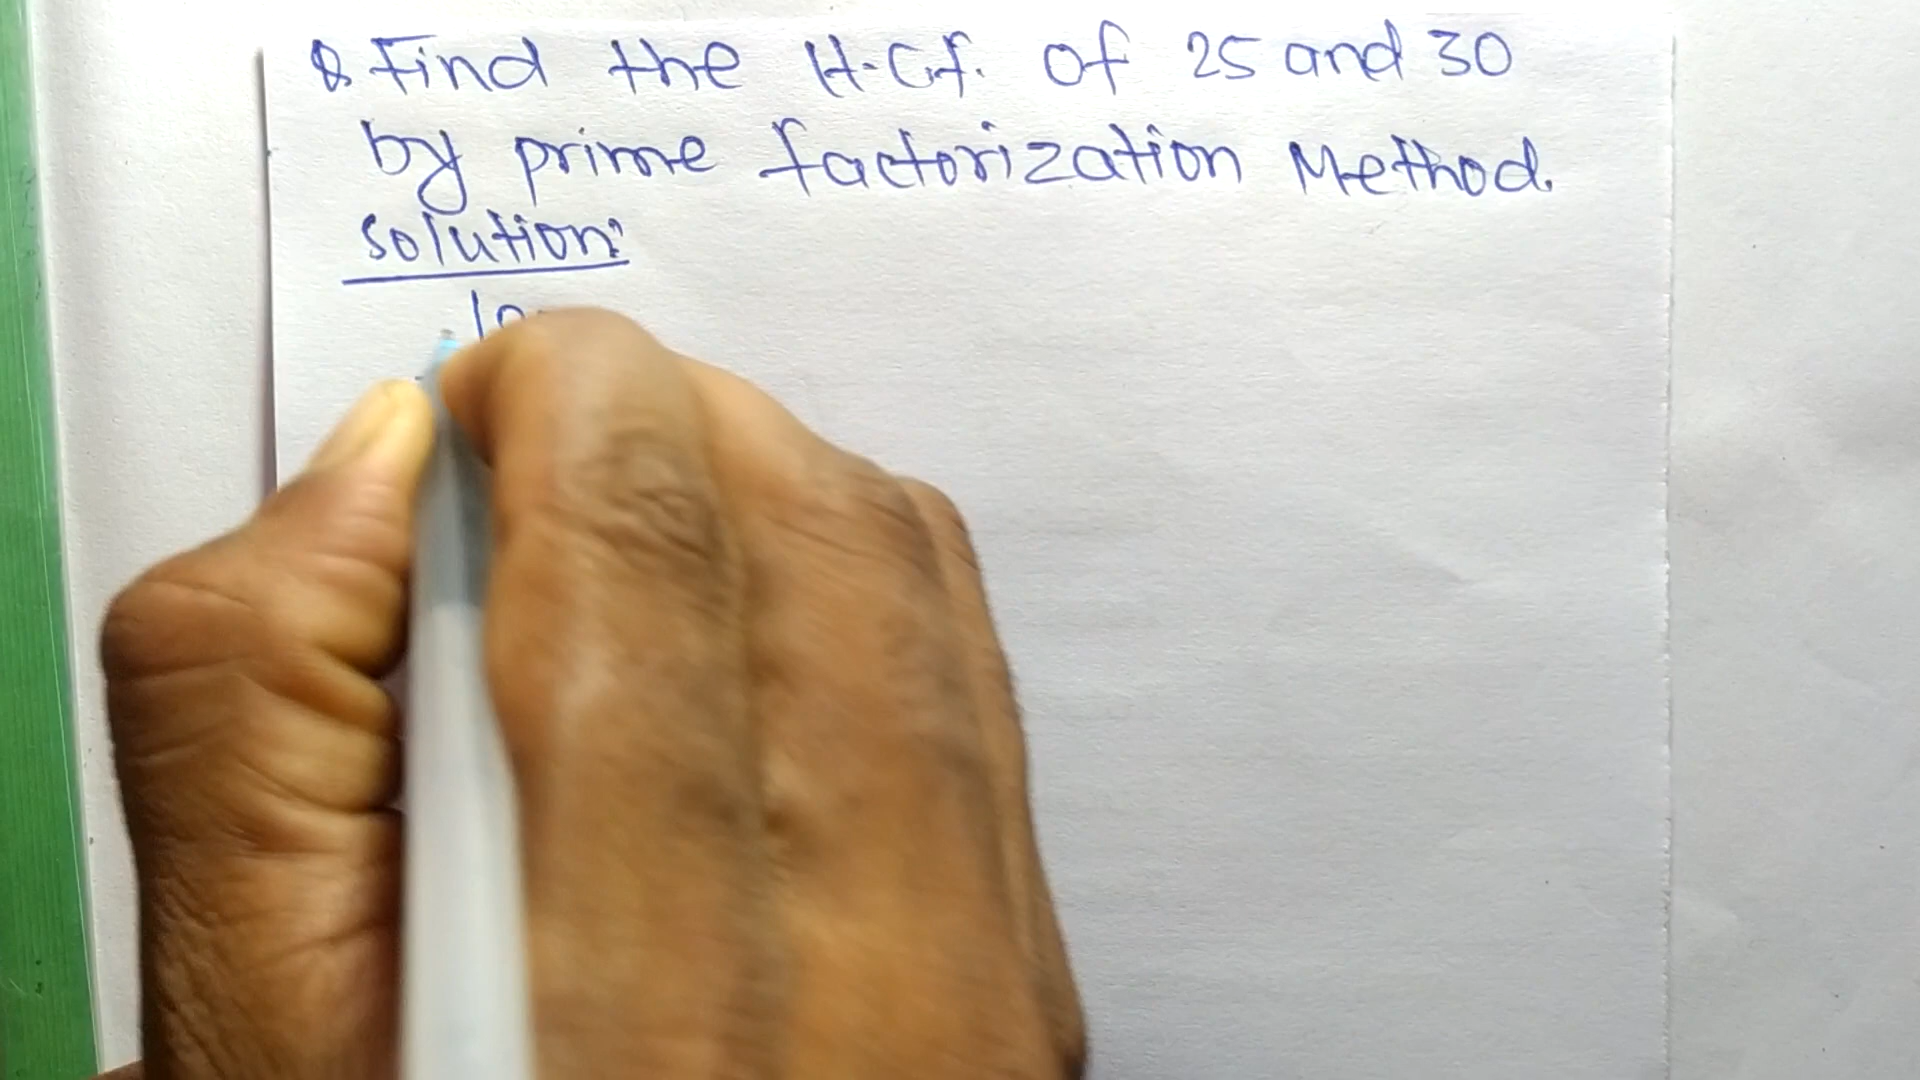 Q. Find the H.C.f. of 25 and 30
by prime factorization Method.
Solution: